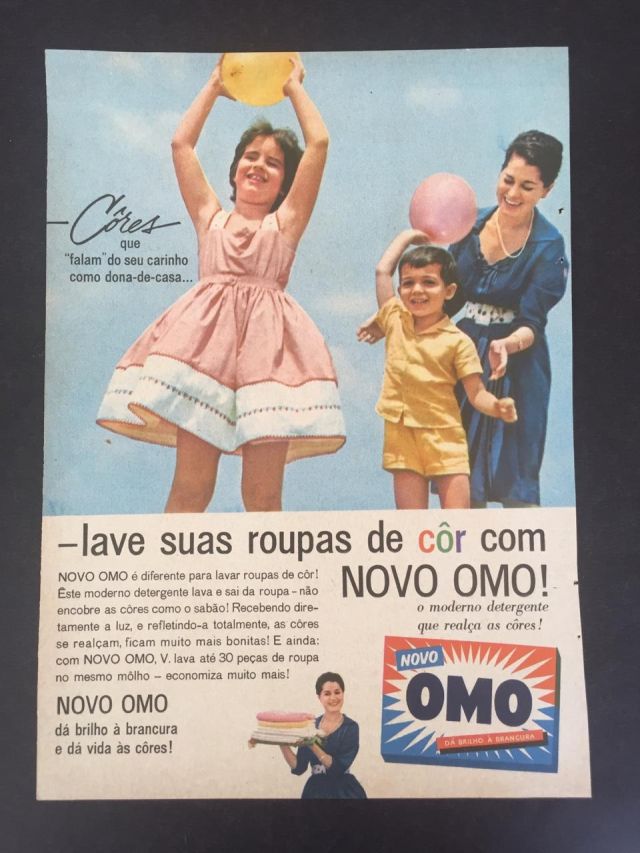 —Côres
que
"falam" do seu carinho
como dona-de-casa...
–lave suas roupas de côr com
NOVO OMO!
o moderno detergente
que realça as côres!
NOVO OMO é diferente para lavar roupas de côr!
Êste moderno detergente lava e sai da roupa – não
encobre as côres como o sabão! Recebendo dire-
tamente a luz, e refletindo-a totalmente, as côres
se realçam, ficam muito mais bonitas! E ainda:
com NOVO OMO, V. lava até 30 peças de roupa
no mesmo môlho – economiza muito mais!
NOVO OMO
dá brilho à brancura
e dá vida às côres!
NOVO
OMO
DÁ BRILHO À BRANCURA